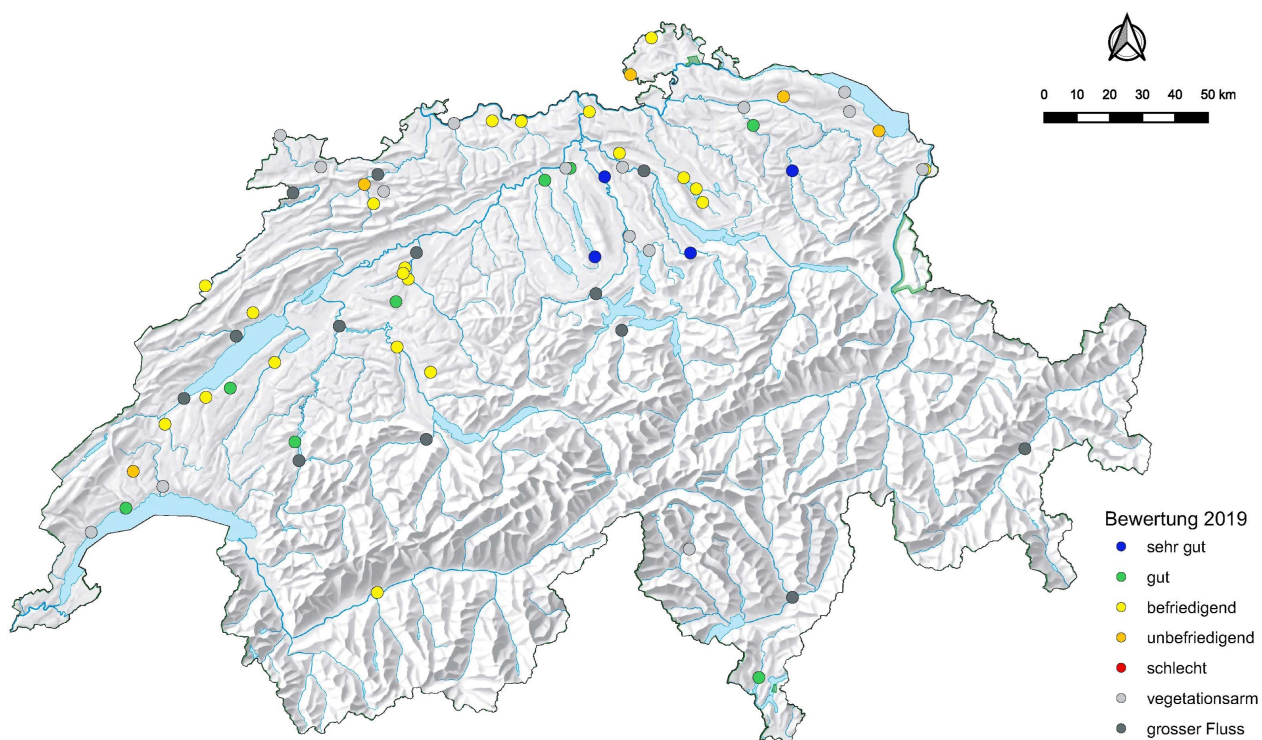 0 10 20 30 40 50 km
Bewertung 2019
sehr gut
gut
befriedigend
unbefriedigend
schlecht
vegetationsarm
grosser Fluss